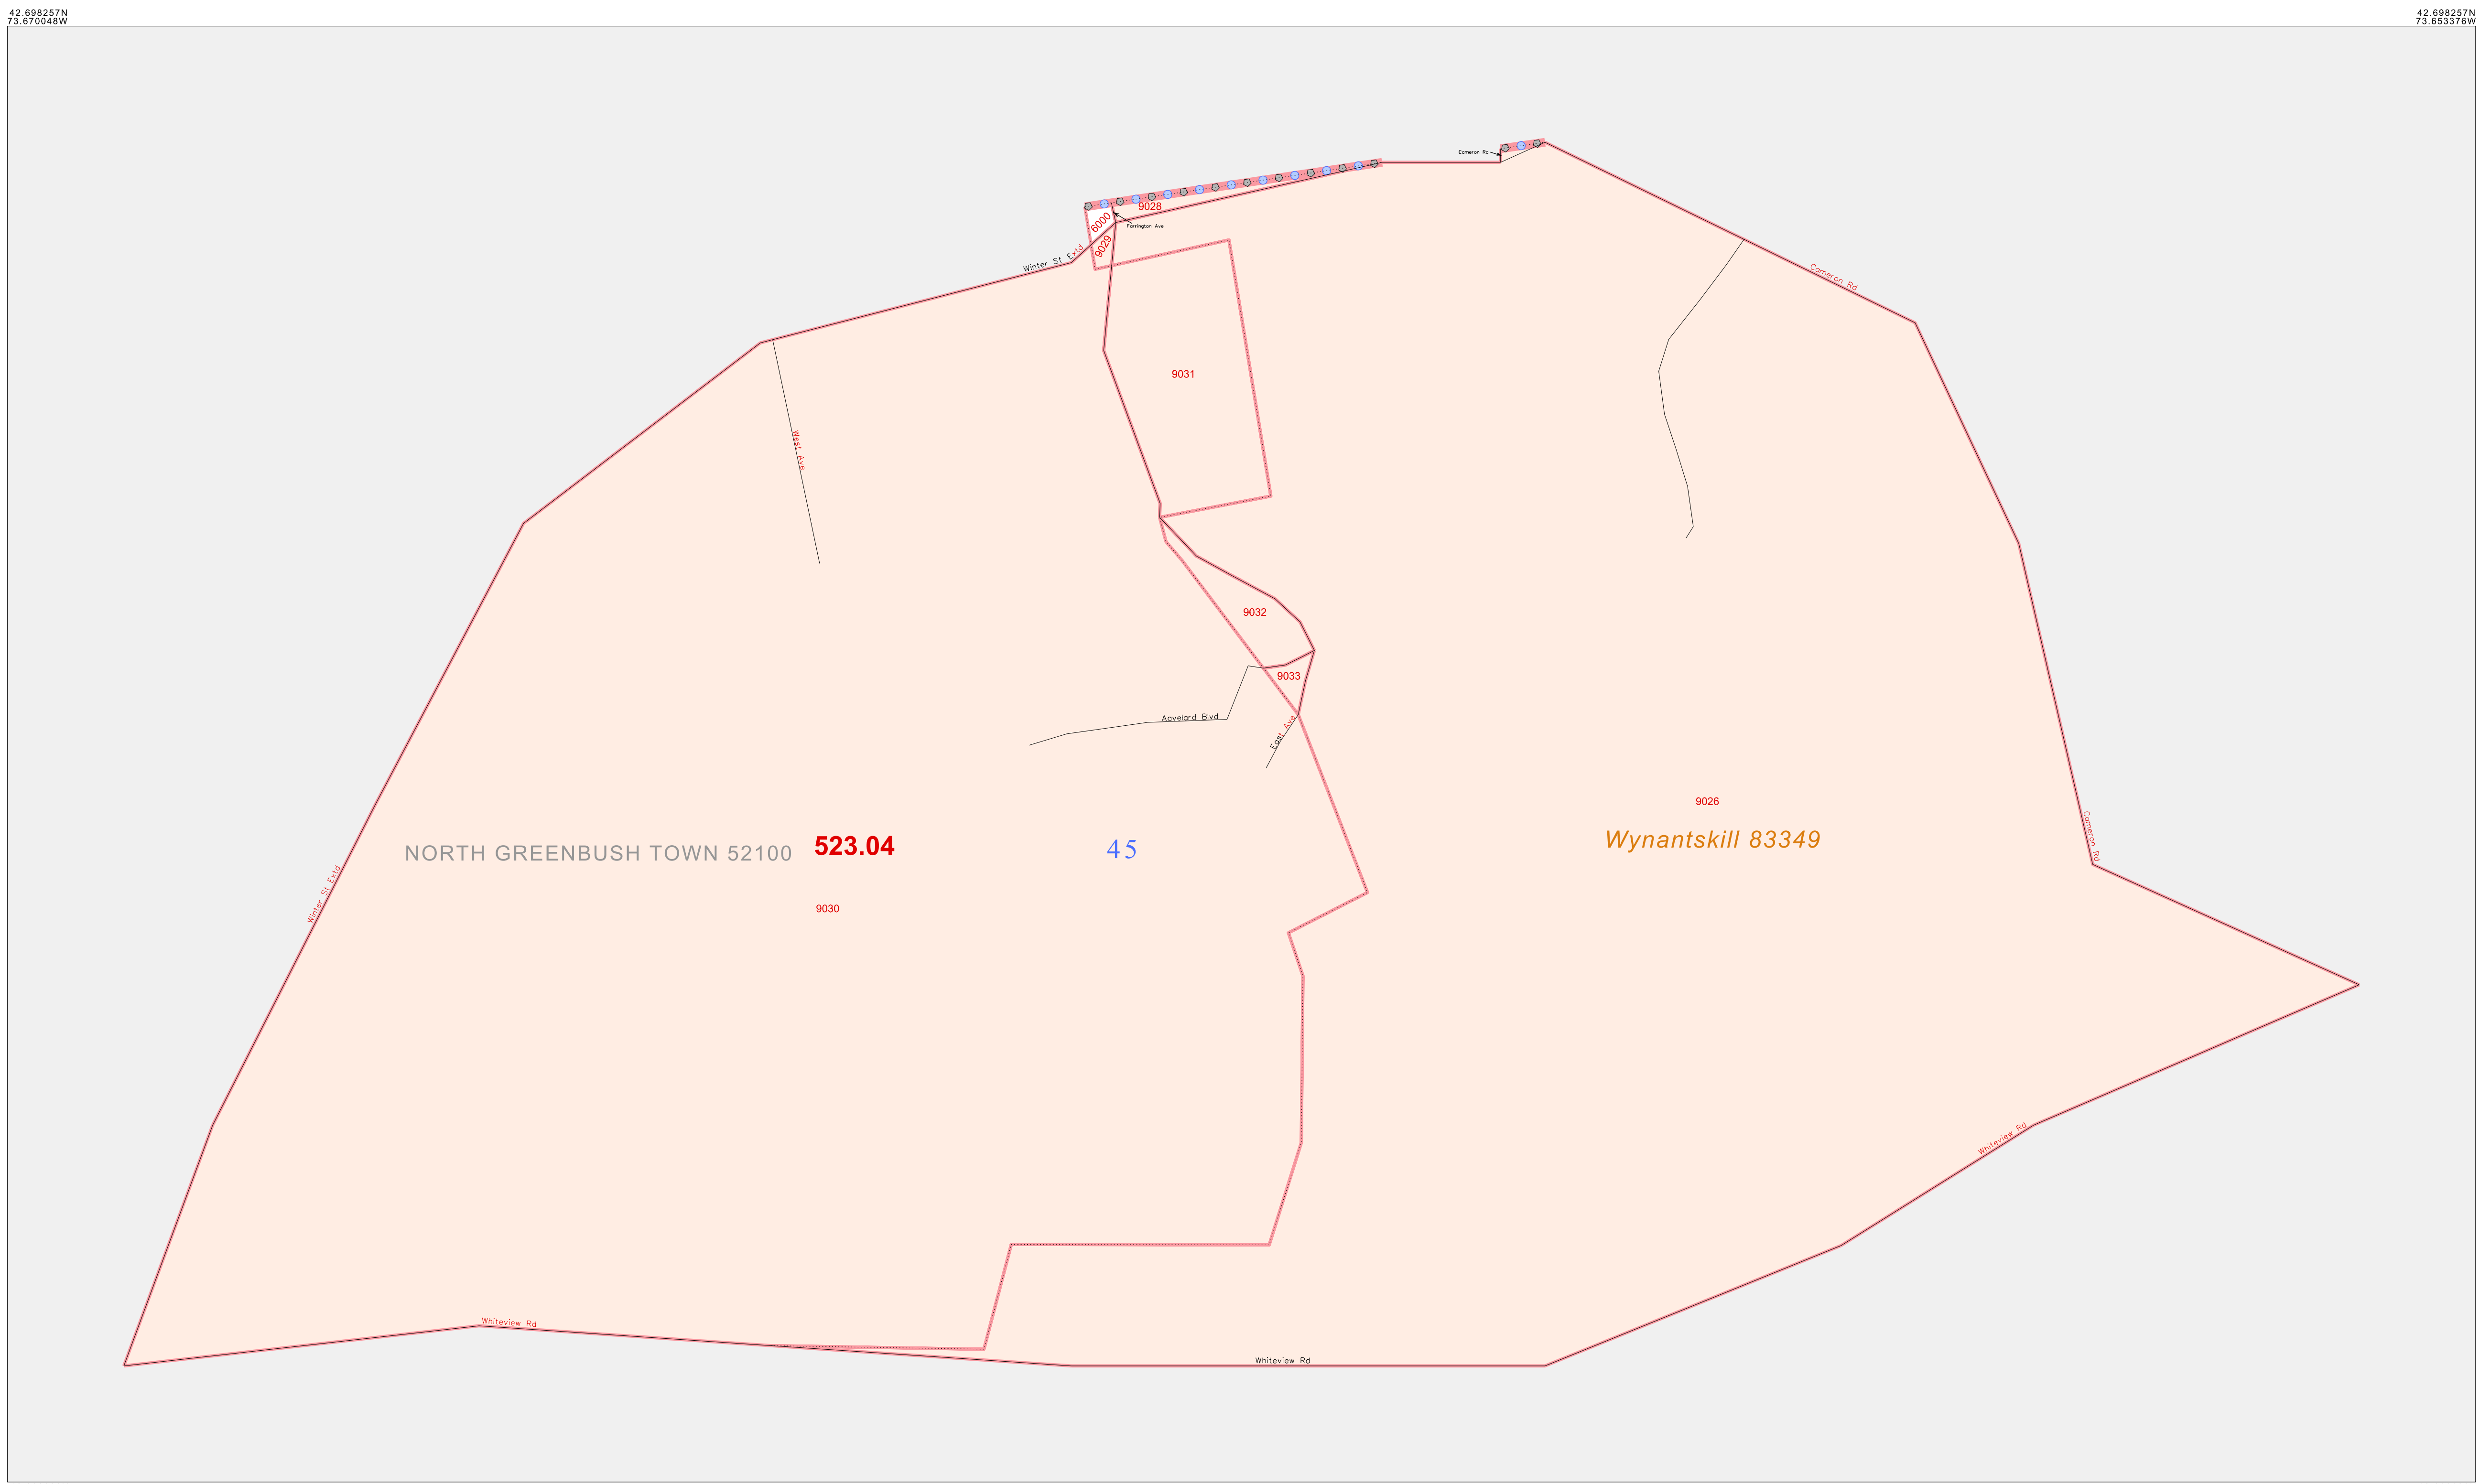 42.698257N
73.670048W
42.698257N
73.653376W
Cameron Rd
9028
6000
Farrington Ave
9029
Winter St Extd
Cameron Rd
9031
West Ave
9032
9033
Aavelard Blvd
East Ave
9026
Cameron Rd
Wynantskill 83349
NORTH GREENBUSH TOWN 52100
523.04
45
Winter St Extd
9030
Whiteview Rd
Whiteview Rd
Whiteview Rd